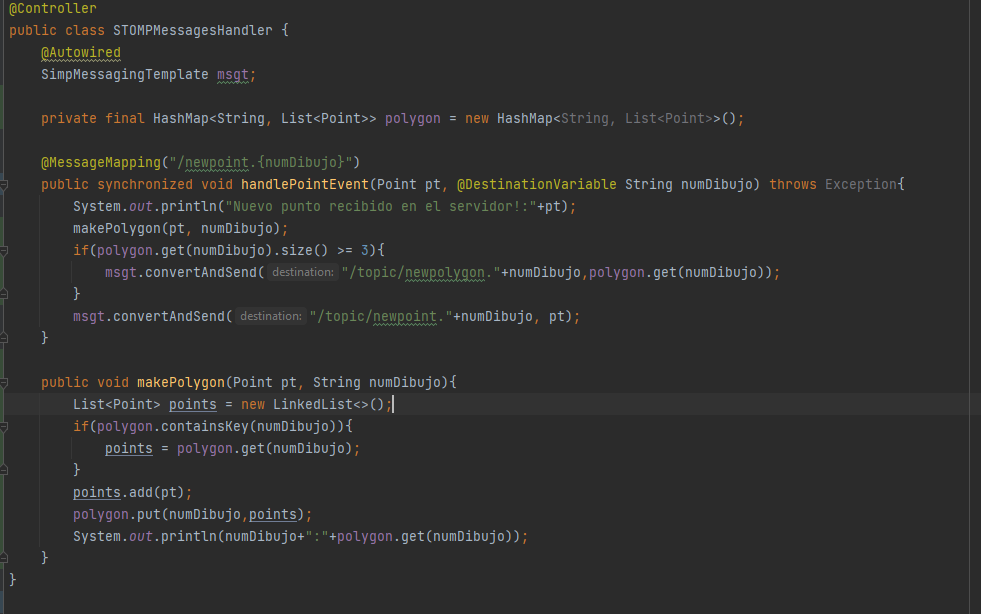 @Controller
public class STOMPMessagesHandler {
    @Autowired
    SimpMessagingTemplate msgt;

    private final HashMap<String, List<Point>> polygon = new HashMap<String, List<Point>>();

    @MessageMapping("/newpoint.{numDibujo}")
    public synchronized void handlePointEvent(Point pt, @DestinationVariable String numDibujo) throws Exception{
        System.out.println("Nuevo punto recibido en el servidor!:"+pt);
        makePolygon(pt, numDibujo);
        if(polygon.get(numDibujo).size() >= 3){
            msgt.convertAndSend( destination: "/topic/newpolygon."+numDibujo,polygon.get(numDibujo));
        }
        msgt.convertAndSend( destination: "/topic/newpoint."+numDibujo, pt);
    }

    public void makePolygon(Point pt, String numDibujo){
        List<Point> points = new LinkedList<>();
        if(polygon.containsKey(numDibujo)){
            points = polygon.get(numDibujo);
        }
        points.add(pt);
        polygon.put(numDibujo,points);
        System.out.println(numDibujo+":"+polygon.get(numDibujo));
    }
}